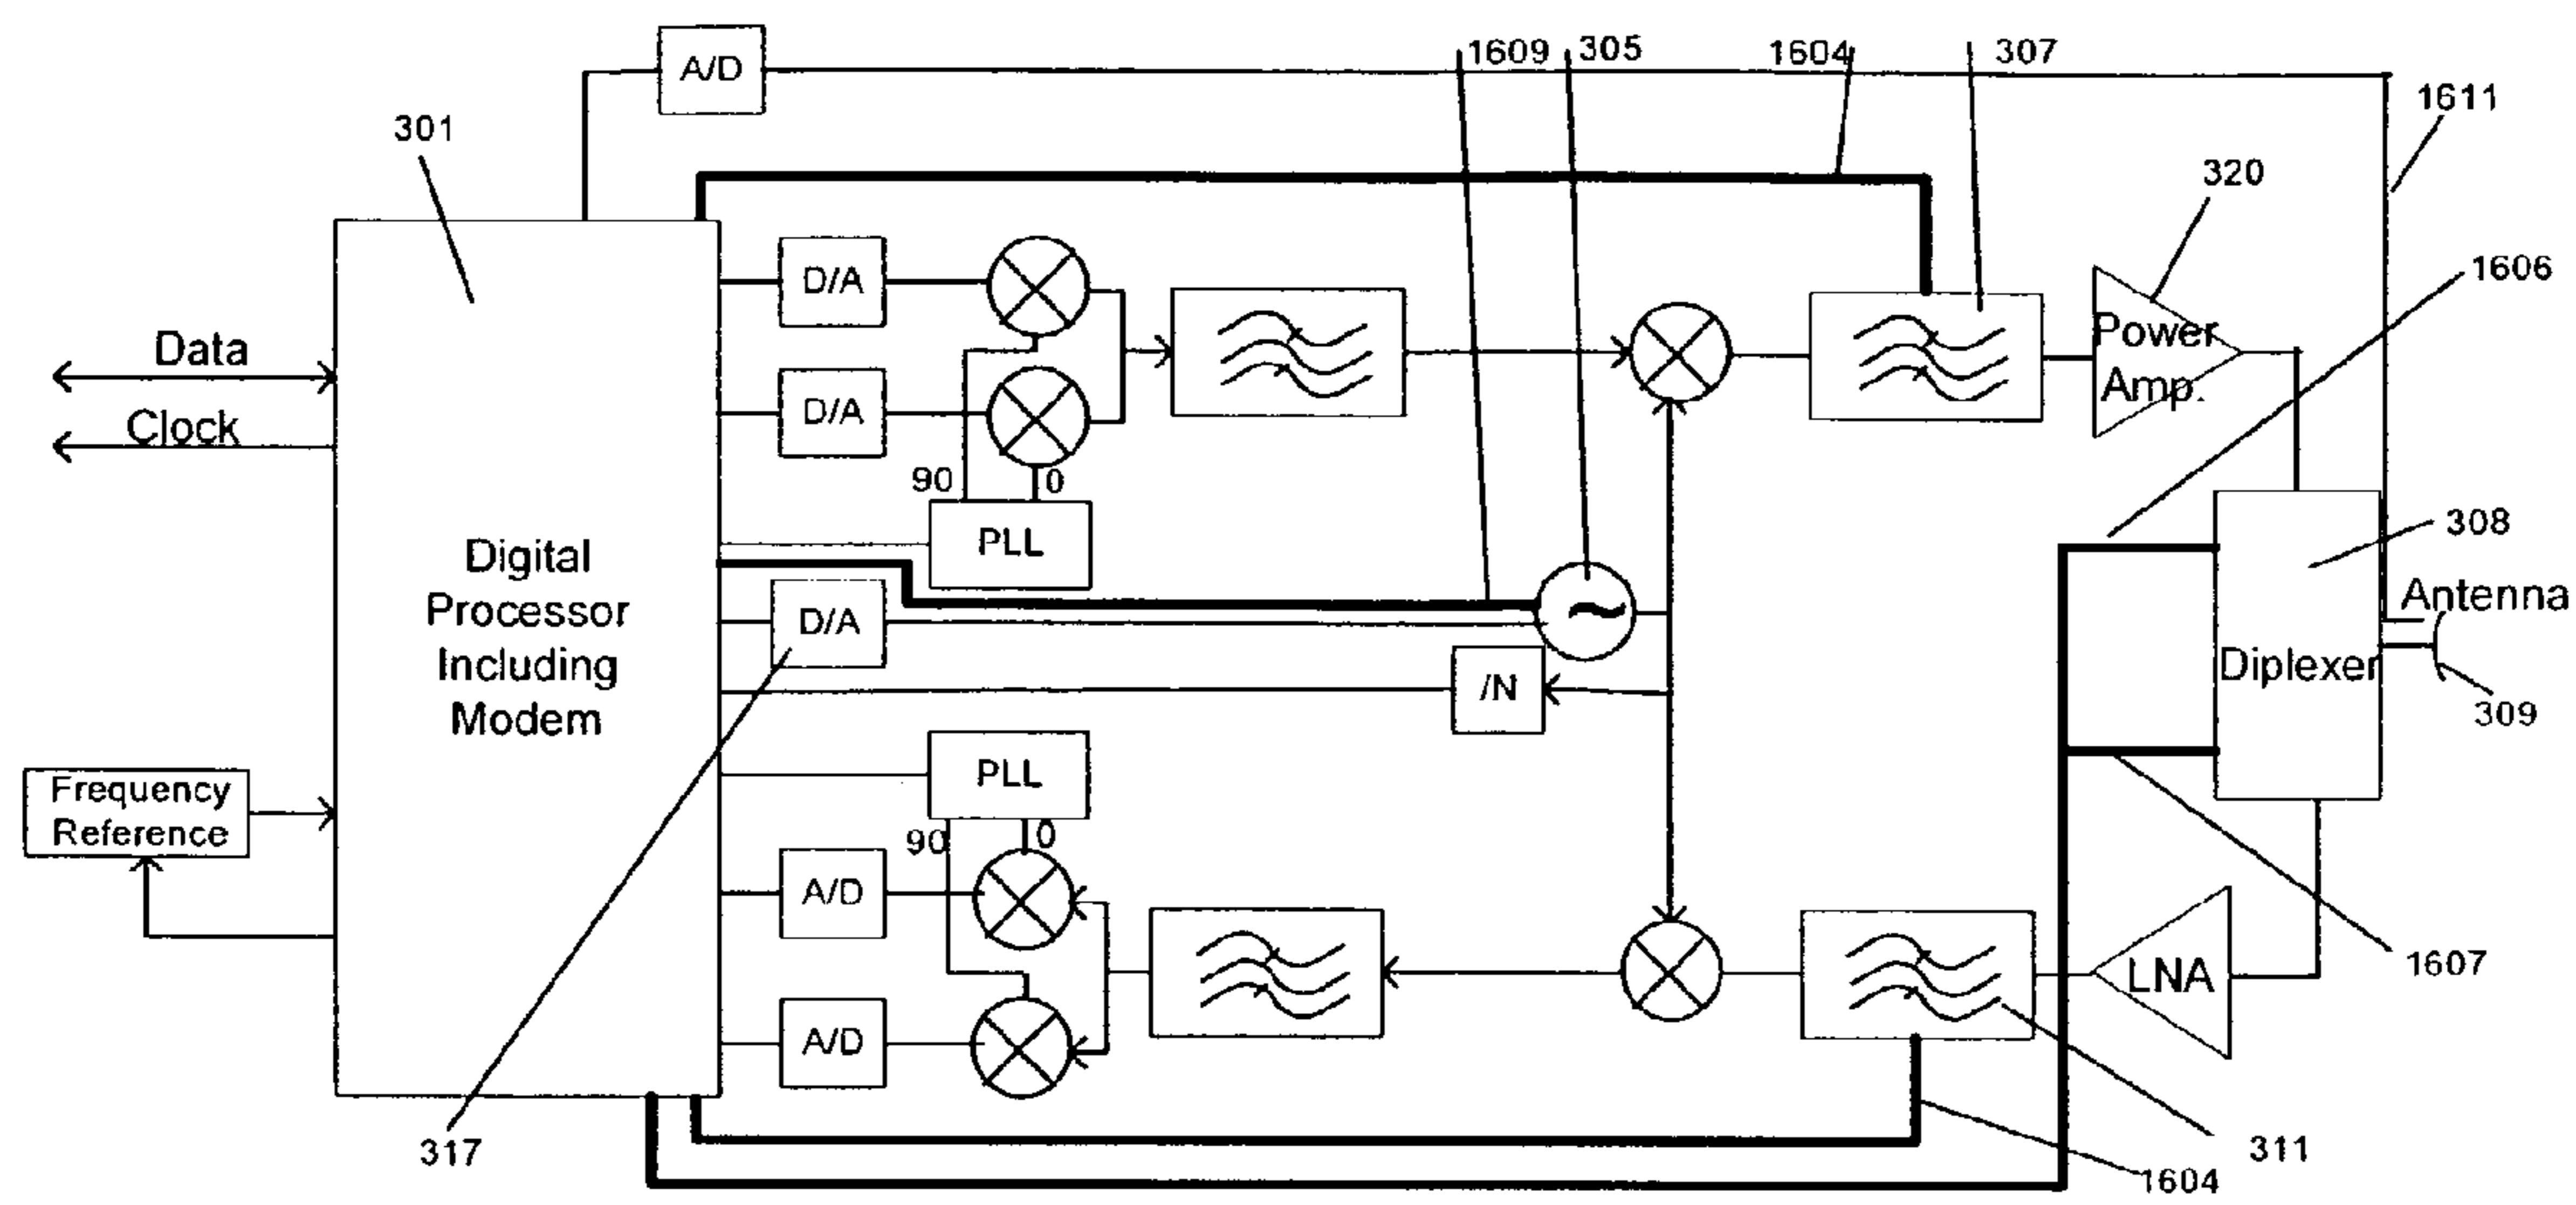 A/D
1609
305
1604
307
1611
301
320
D/A
1606
Data
Power
Amp.
D/A
Clock
90
0
308
PLL
Digital
Processor
Including
Modem
D/A
Antenna
/N
Diplexer
309
PLL
Frequency
Reference
90
0
A/D
LNA
1607
A/D
317
311
1604